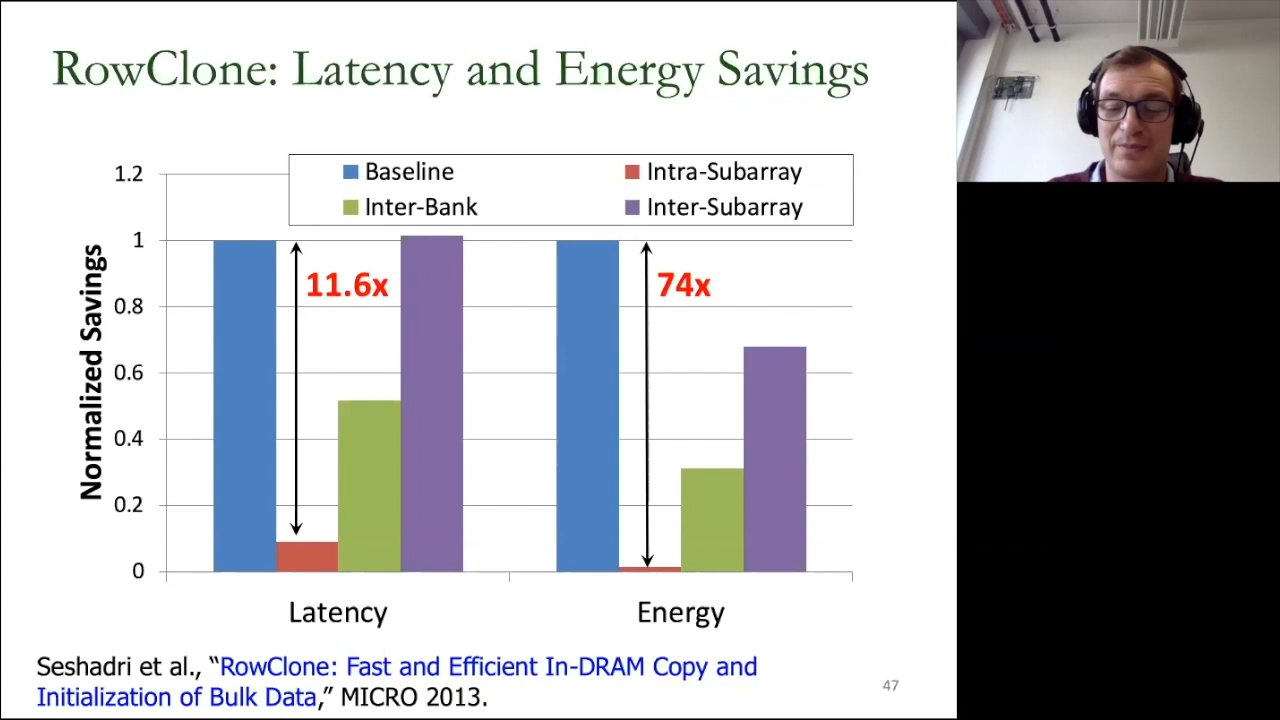 RowClone: Latency and Energy Savings
Baseline
Intra-Subarray
Inter-Bank
Inter-Subarray
Normalized Savings
1.2
1
0.8
0.6
0.4
0.2
0
11.6x
74x
Latency
Energy
Seshadri et al., “RowClone: Fast and Efficient In-DRAM Copy and
Initialization of Bulk Data,” MICRO 2013.
47